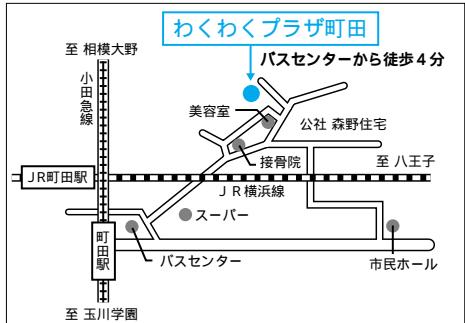 わくわくプラザ町田
バスセンターから徒歩４分
至 相模大野
小田急線
美容室
公社 森野住宅
接骨院
至 八王子
JR町田駅
ＪＲ横浜線
スーパー
町田駅
バスセンター
市民ホール
至 玉川学園